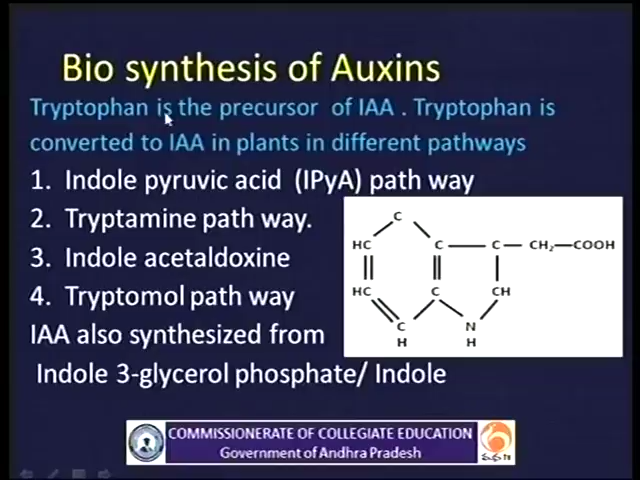 Bio synthesis of Auxins
Tryptophan is the precursor of IAA . Tryptophan is
converted to IAA in plants in different pathways
1. Indole pyruvic acid (IPyA) path way
2. Tryptamine path way.
3. Indole acetaldoxine
4. Tryptomol path way
IAA also synthesized from
Indole 3-glycerol phosphate/ Indole
C
HC C C CH2 COOH
HC C CH
C N
H H
COMMISSIONERATE OF COLLEGIATE EDUCATION
Government of Andhra Pradesh